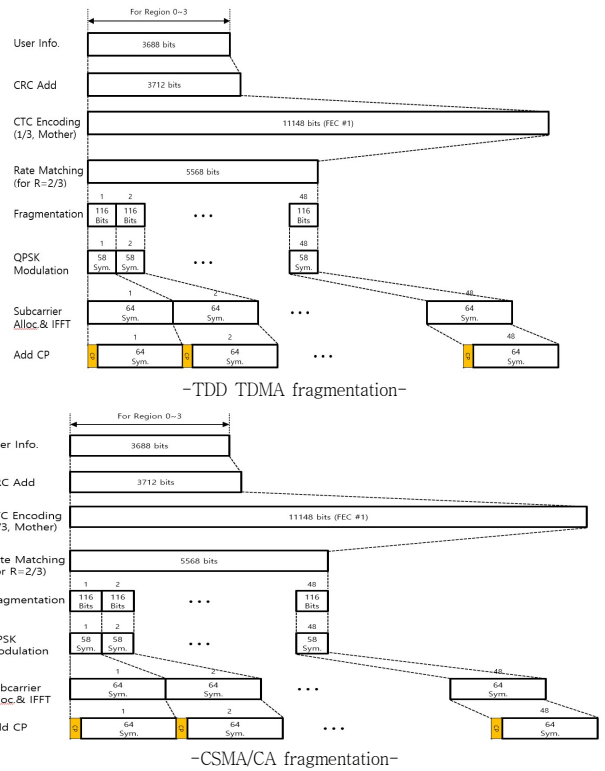 For Region 0~3
User Info.
3688 bits
CRC Add
3712 bits
CTC Encoding
(1/3, Mother)
11148 bits (FEC #1)
Rate Matching
(for R=2/3)
5568 bits
1 2 48
Fragmentation
116 Bits 116 Bits ••• 116 Bits
1 2 48
QPSK
Modulation
58 Sym. 58 Sym. ••• 58 Sym.
1 2 48
Subcarrier
Alloc.& IFFT
64 Sym. 64 Sym. ••• 64 Sym.
1 2 48
Add CP
CP 64 Sym. CP 64 Sym. ••• CP 64 Sym.
-TDD TDMA fragmentation-
For Region 0~3
er Info.
3688 bits
RC Add
3712 bits
C Encoding
/3, Mother)
11148 bits (FEC #1)
te Matching
or R=2/3)
5568 bits
1 2 48
agmentation
116 Bits 116 Bits ••• 116 Bits
1 2 48
PSK
odulation
58 Sym. 58 Sym. ••• 58 Sym.
1 2 48
bcarrier
oc.& IFFT
64 Sym. 64 Sym. ••• 64 Sym.
1 2 48
dd CP
CP 64 Sym. CP 64 Sym. ••• CP 64 Sym.
-CSMA/CA fragmentation-